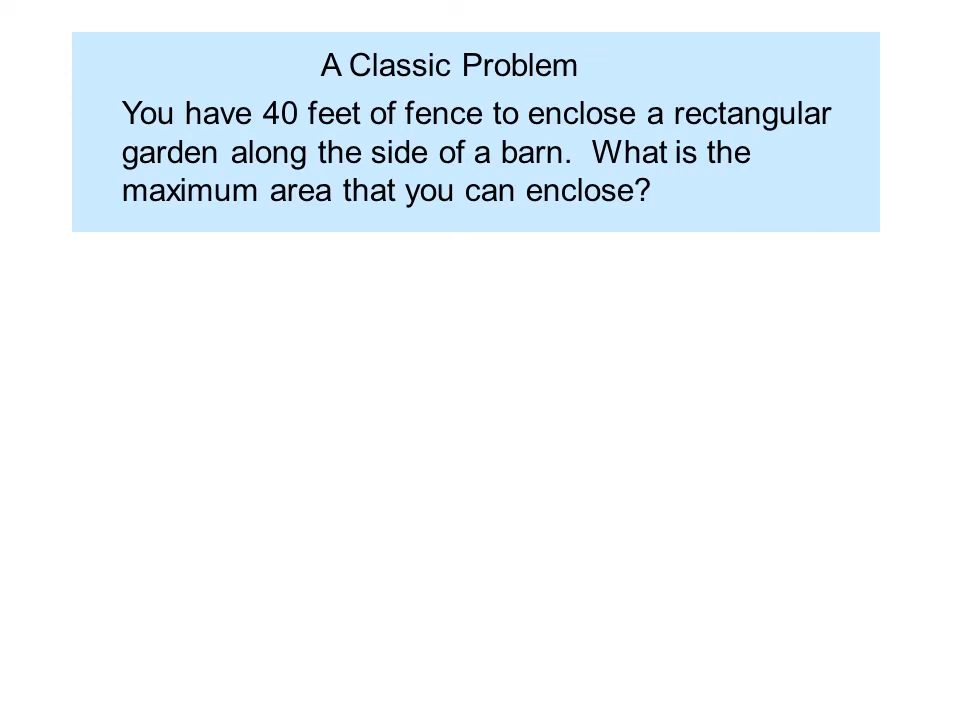 A Classic Problem
You have 40 feet of fence to enclose a rectangular
garden along the side of a barn.  What is the
maximum area that you can enclose?